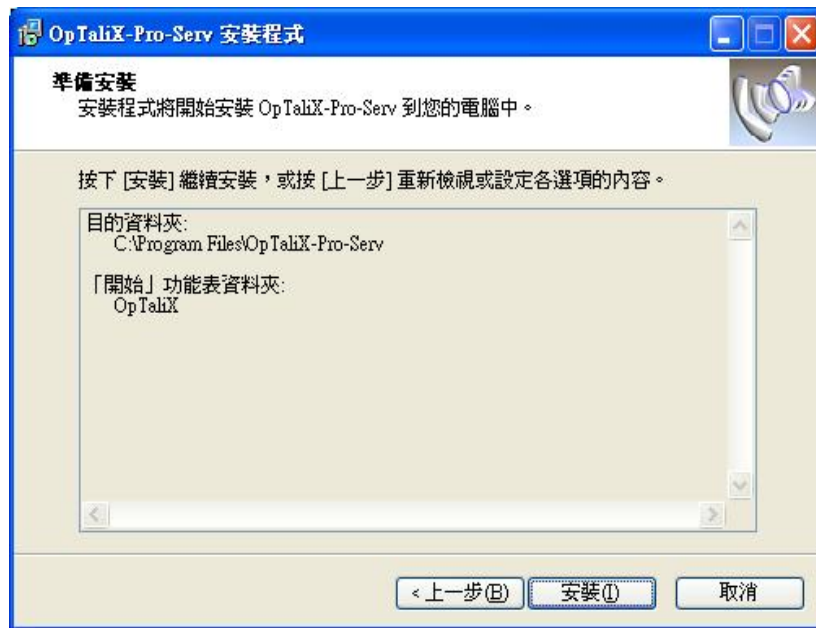 OpTaliX-Pro-Serv 安裝程式
準備安裝
安裝程式將開始安裝 OpTaliX-Pro-Serv 到您的電腦中。
按下 [安裝] 繼續安裝，或按 [上一步] 重新檢視或設定各選項的內容。
目的資料夾:
C:\Program Files\OpTaliX-Pro-Serv
「開始」功能表資料夾:
OpTaliX
<上一步(B) 安裝(I) 取消